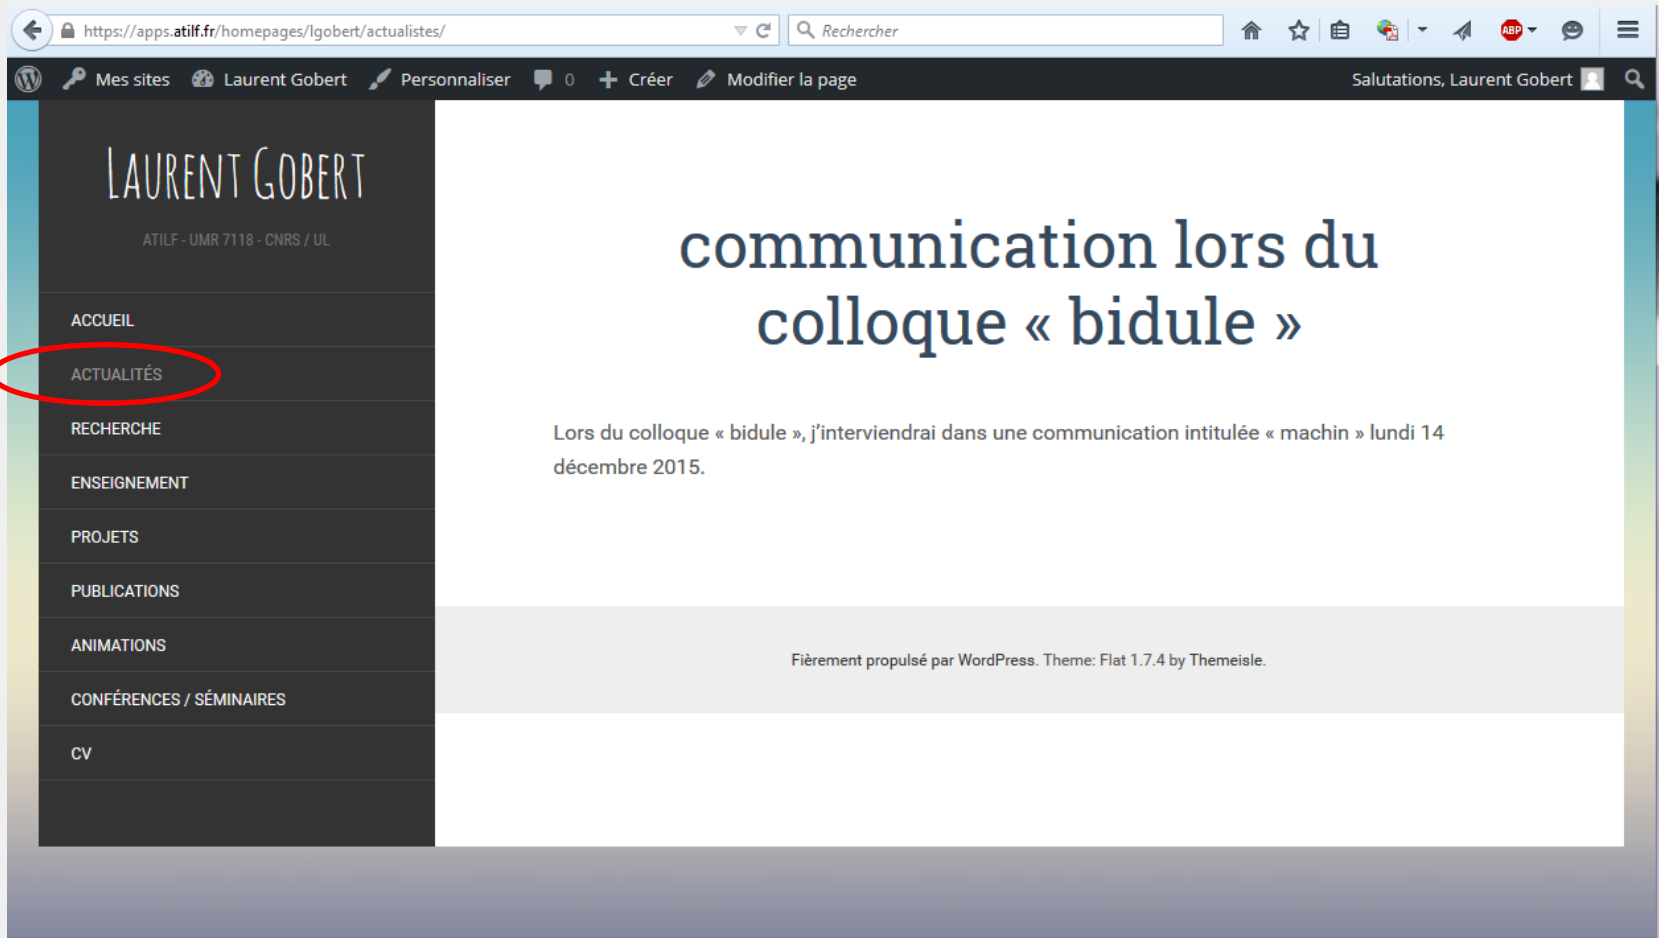 https://apps.atilf.fr/homepages/lgobert/actualistes/
Rechercher
ABP
Mes sites
Laurent Gobert
Personnaliser
0
Créer
Modifier la page
Salutations, Laurent Gobert
LAURENT GOBERT
ATILF - UMR 7118 - CNRS / UL
ACCUEIL
ACTUALITÉS
RECHERCHE
ENSEIGNEMENT
PROJETS
PUBLICATIONS
ANIMATIONS
CONFÉRENCES / SÉMINAIRES
CV
communication lors du
colloque « bidule »
Lors du colloque « bidule », j’interviendrai dans une communication intitulée « machin » lundi 14
décembre 2015.
Fièrement propulsé par WordPress. Theme: Flat 1.7.4 by Themeisle.